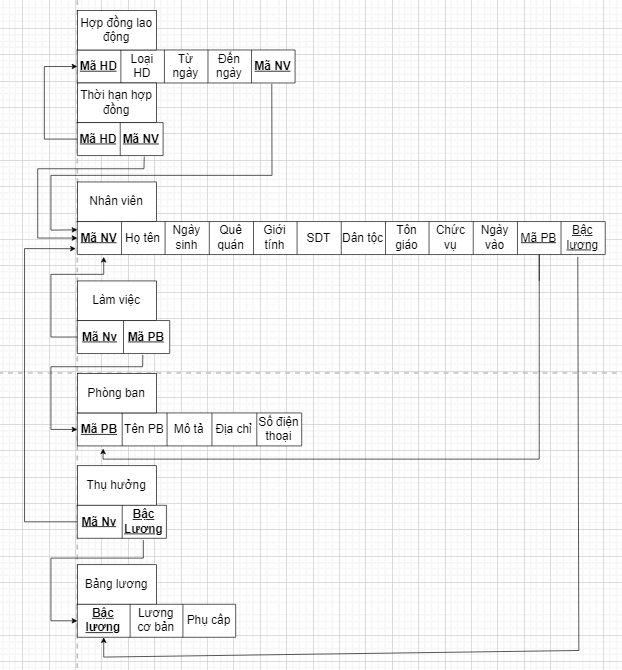 Hợp đồng lao
động
Mã HD
Loại
HD
Từ
ngày
Đến
ngày
Mã NV
Thời hạn hợp
đồng
Mã HD
Mã NV
Nhân viên
Mã NV
Họ tên
Ngày
sinh
Quê
quán
Giới
tính
SDT
Dân tộc
Tôn
giáo
Chức
vụ
Ngày
vào
Mã PB
Bậc
lương
Làm việc
Mã Nv
Mã PB
Phòng ban
Mã PB
Tên PB
Mô tả
Địa chỉ
Số điện
thoại
Thụ hưởng
Mã Nv
Bậc
Lương
Bảng lương
Bậc
lương
Lương
cơ bản
Phụ câp